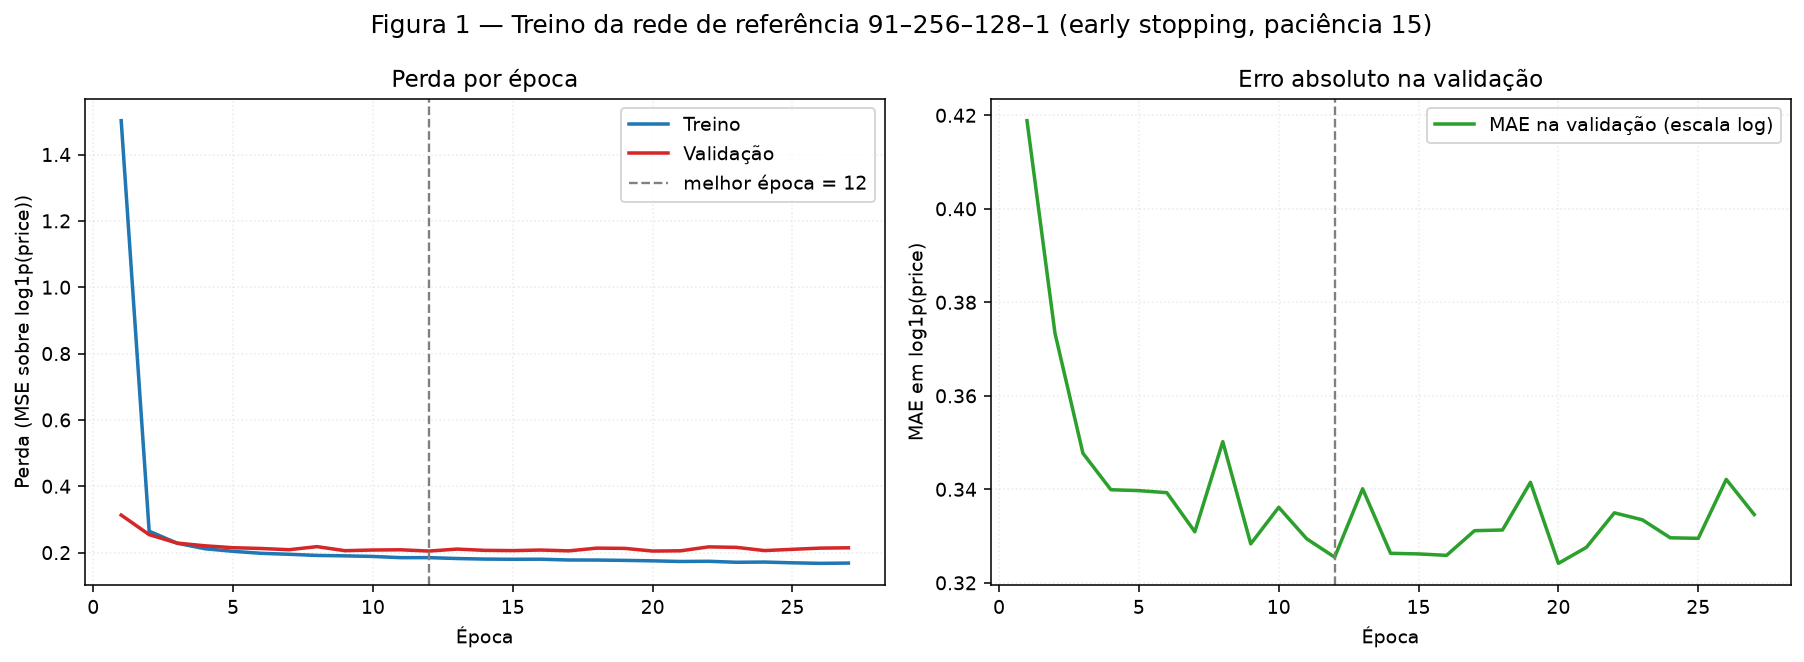 Figura 1 — Treino da rede de referência 91–256–128–1 (early stopping, paciência 15)
Perda por época
Perda (MSE sobre log1p(price))
1.4
1.2
1.0
0.8
0.6
0.4
0.2
Treino
Validação
melhor época = 12
0 5 10 15 20 25
Época
Erro absoluto na validação
MAE em log1p(price)
0.42
0.40
0.38
0.36
0.34
0.32
MAE na validação (escala log)
0 5 10 15 20 25
Época